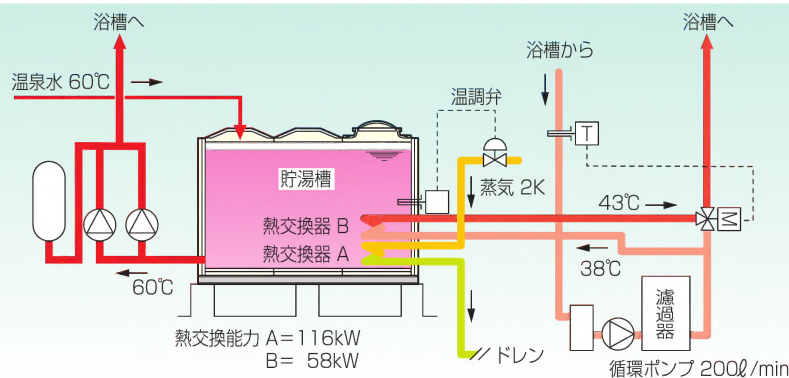 浴槽へ
浴槽へ
浴槽から
温泉水 60℃
温調弁
T
貯湯槽
蒸気 2K
43℃
M
熱交換器 B
熱交換器 A
38℃
60℃
濾過器
熱交換能力 A=116kW
B= 58kW
ドレン
循環ポンプ 200ℓ/min